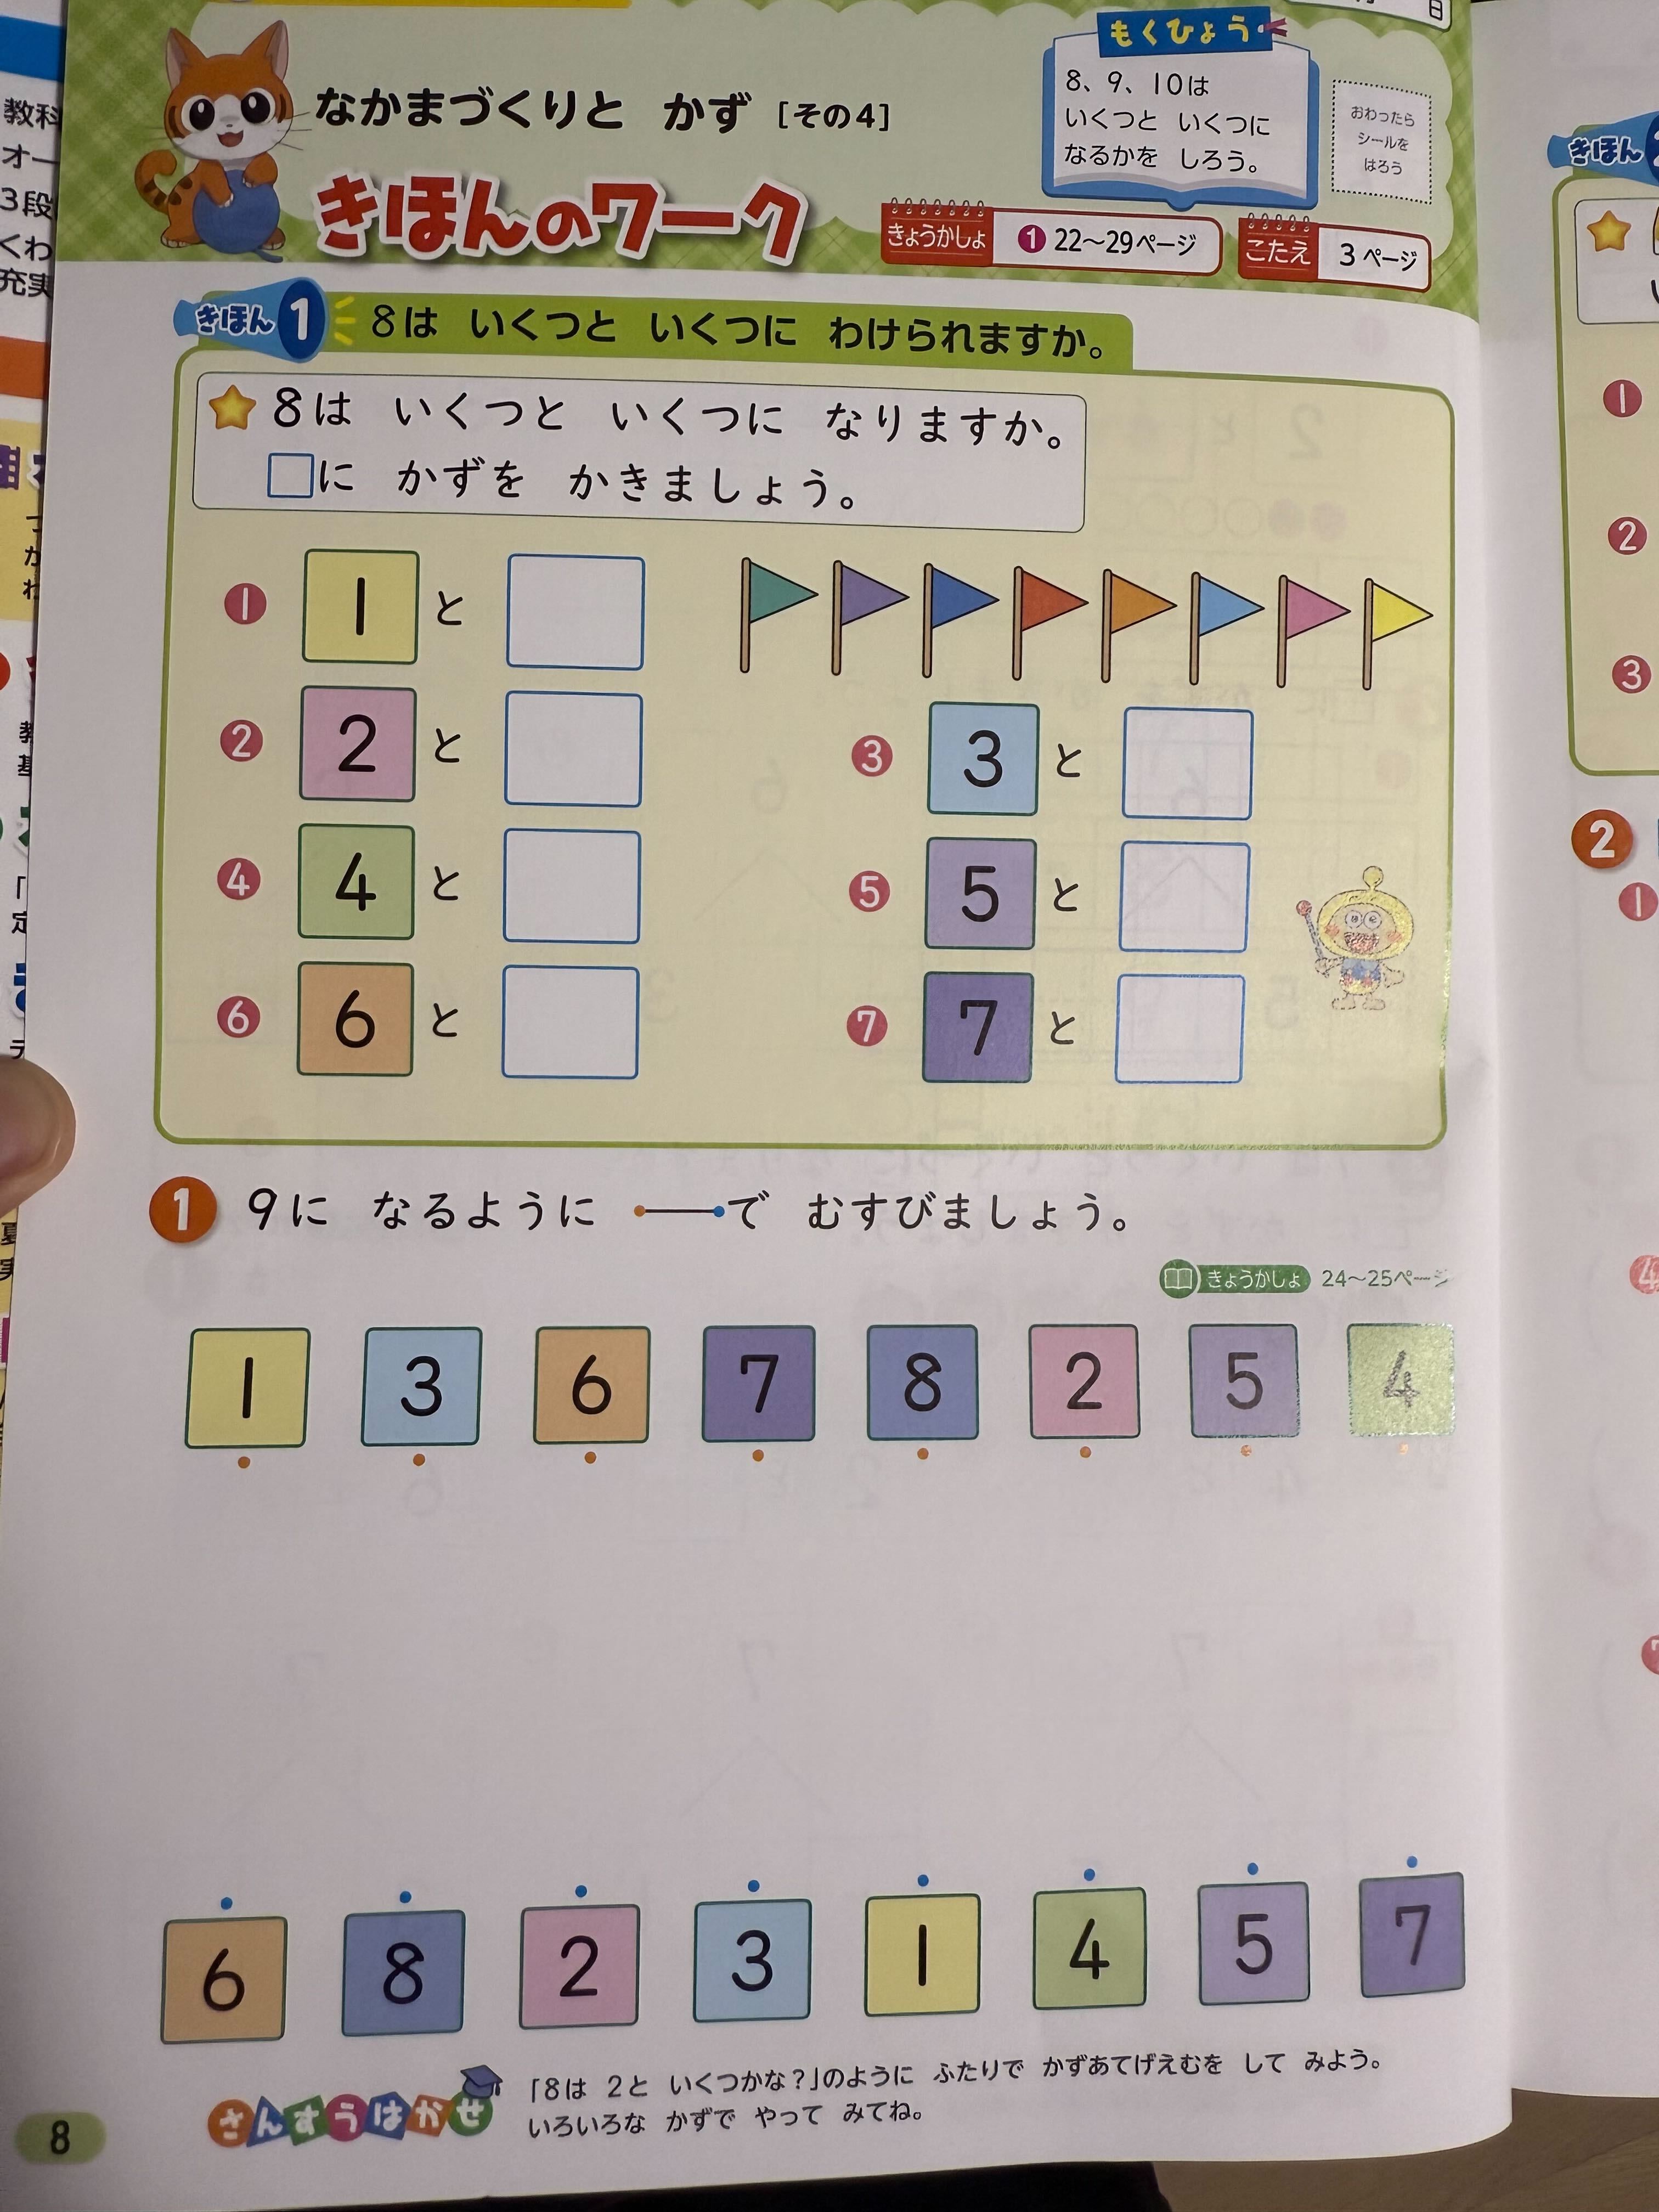 日
もくひょう
8、9、10は
いくつと いくつに
なるかを しろう。
おわったら
シールを
はろう
なかまづくりと かず [その4]
きほんのワーク
きょうかしょ ❶ 22〜29ページ
こたえ 3ページ
きほん 1 8は いくつと いくつに わけられますか。
8は いくつと いくつに なりますか。
□に かずを かきましょう。
❶ 1 と
❷ 2 と
❸ 3 と
❹ 4 と
❺ 5 と
❻ 6 と
❼ 7 と
1 9に なるように で むすびましょう。
きょうかしょ 24〜25ページ
1 3 6 7 8 2 5 4
6 8 2 3 1 4 5 7
さんすうはかせ
「8は 2と いくつかな？」のように ふたりで かずあてげえむを して みよう。
いろいろな かずで やって みてね。
8
教科
オー
3段
くわ
充実
きほん
❶
❷
❸
2
❶